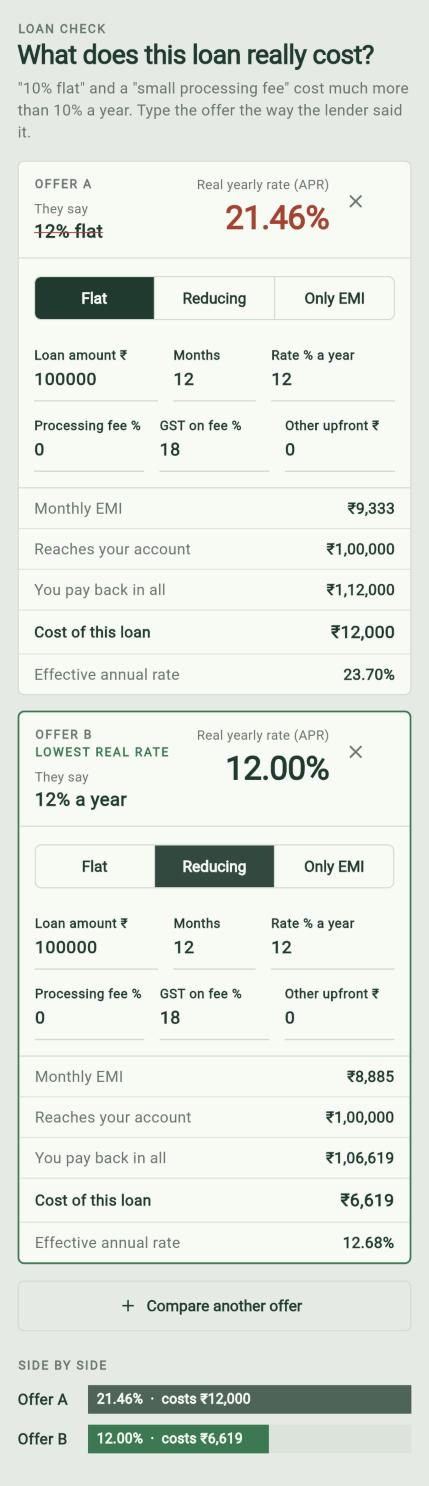 LOAN CHECK
What does this loan really cost?
"10% flat" and a "small processing fee" cost much more
than 10% a year. Type the offer the way the lender said
it.
OFFER A
Real yearly rate (APR)
They say
12% flat
21.46%
×
Flat Reducing Only EMI
Loan amount ₹ Months Rate % a year
100000 12 12
Processing fee % GST on fee % Other upfront ₹
0 18 0
Monthly EMI ₹9,333
Reaches your account ₹1,00,000
You pay back in all ₹1,12,000
Cost of this loan ₹12,000
Effective annual rate 23.70%
OFFER B
LOWEST REAL RATE
Real yearly rate (APR)
They say
12% a year
12.00%
×
Flat Reducing Only EMI
Loan amount ₹ Months Rate % a year
100000 12 12
Processing fee % GST on fee % Other upfront ₹
0 18 0
Monthly EMI ₹8,885
Reaches your account ₹1,00,000
You pay back in all ₹1,06,619
Cost of this loan ₹6,619
Effective annual rate 12.68%
+ Compare another offer
SIDE BY SIDE
Offer A 21.46% · costs ₹12,000
Offer B 12.00% · costs ₹6,619